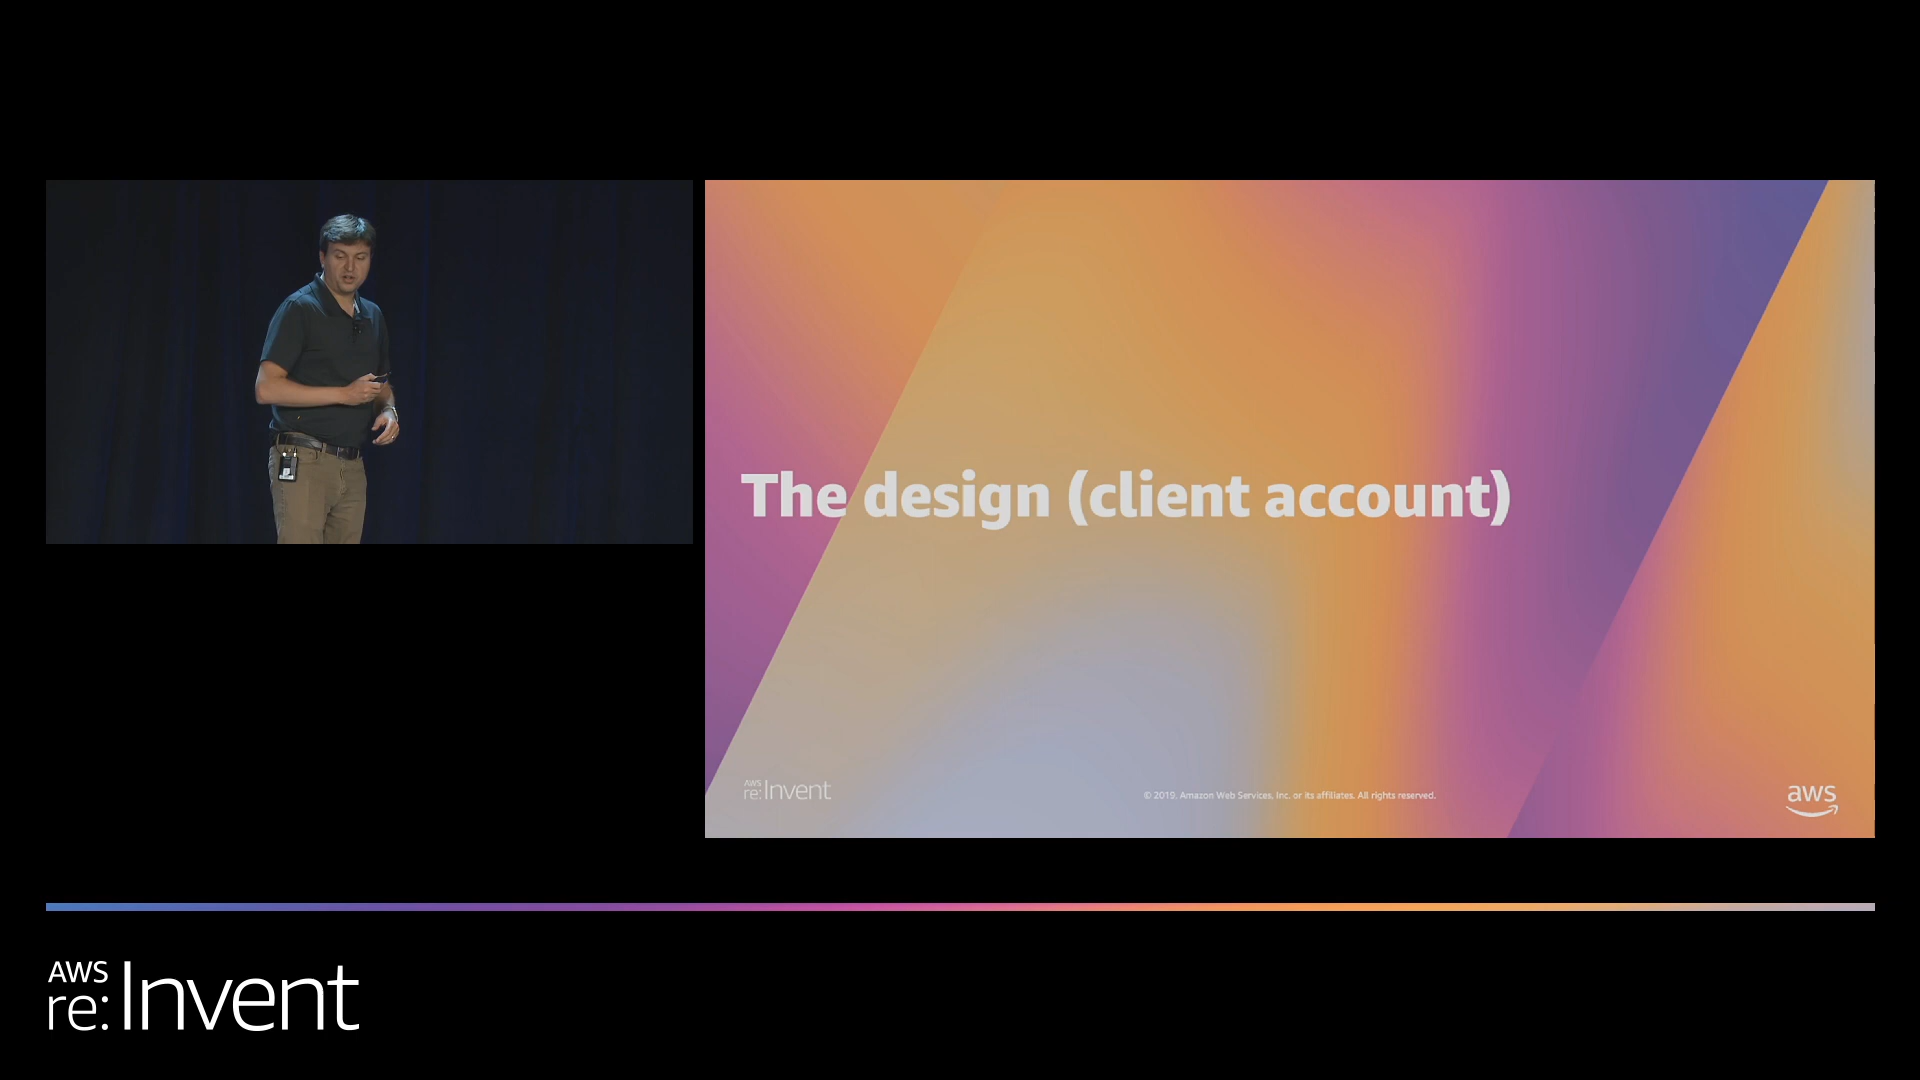 The design (client account)
AWS
re:Invent
© 2019, Amazon Web Services, Inc. or its affiliates. All rights reserved.
aws
AWS
re:Invent